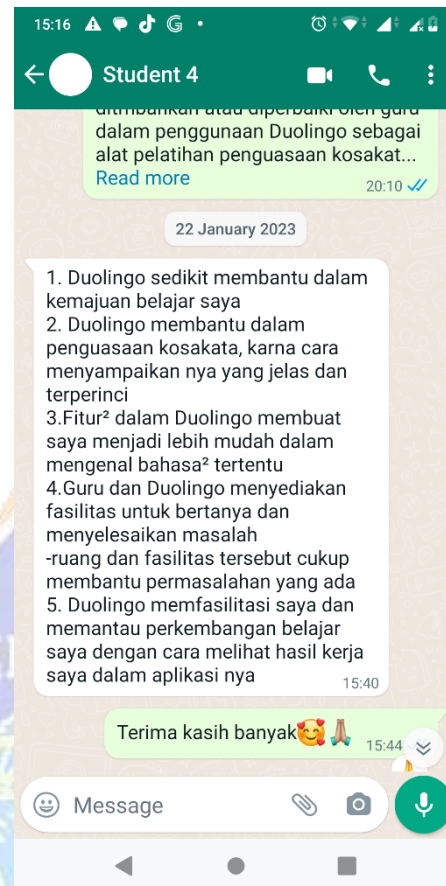 15:16
Student 4
dalam penggunaan Duolingo sebagai
alat pelatihan penguasaan kosakat...
Read more
20:10
22 January 2023
1. Duolingo sedikit membantu dalam
kemajuan belajar saya
2. Duolingo membantu dalam
penguasaan kosakata, karna cara
menyampaikan nya yang jelas dan
terperinci
3.Fitur² dalam Duolingo membuat
saya menjadi lebih mudah dalam
mengenal bahasa² tertentu
4.Guru dan Duolingo menyediakan
fasilitas untuk bertanya dan
menyelesaikan masalah
-ruang dan fasilitas tersebut cukup
membantu permasalahan yang ada
5. Duolingo memfasilitasi saya dan
memantau perkembangan belajar
saya dengan cara melihat hasil kerja
saya dalam aplikasi nya
15:40
Terima kasih banyak🥰🙏🏽
15:44
Message